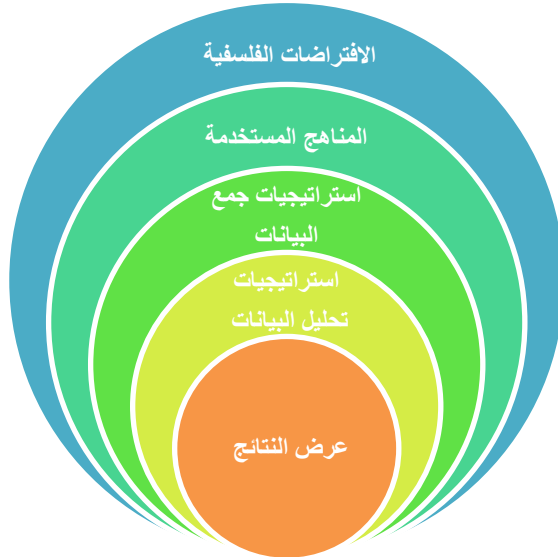 الافتراضات الفلسفية
المناهج المستخدمة
استراتيجيات جمع
البيانات
استراتيجيات
تحليل البيانات
عرض النتائج